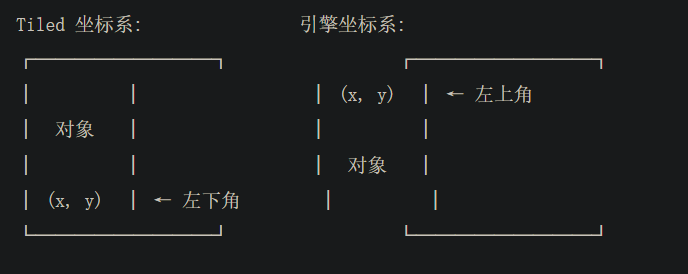 Tiled 坐标系: 引擎坐标系:
(x, y) ← 左上角
对象
对象
(x, y) ← 左下角